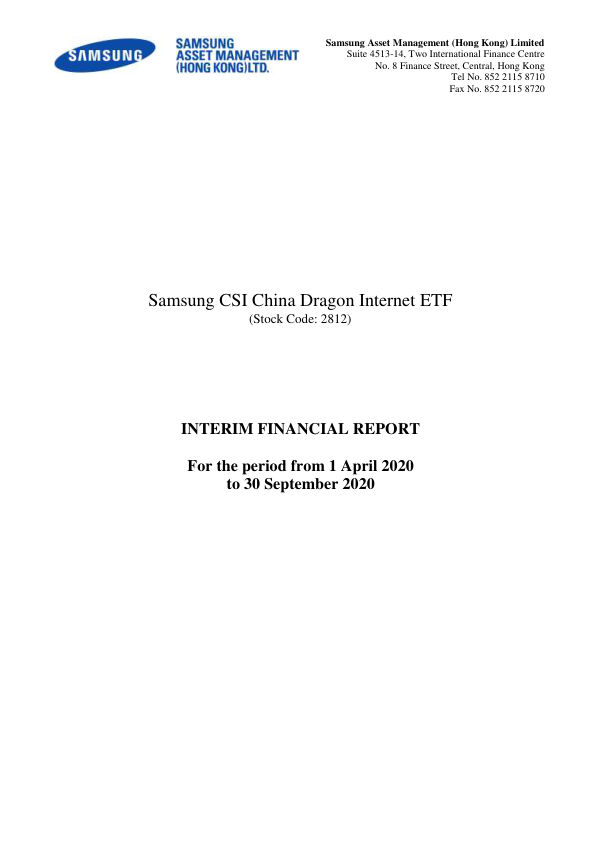 SAMSUNG
SAMSUNG
ASSET MANAGEMENT
(HONG KONG)LTD.
Samsung Asset Management (Hong Kong) Limited
Suite 4513-14, Two International Finance Centre
No. 8 Finance Street, Central, Hong Kong
Tel No. 852 2115 8710
Fax No. 852 2115 8720
Samsung CSI China Dragon Internet ETF
(Stock Code: 2812)
INTERIM FINANCIAL REPORT
For the period from 1 April 2020
to 30 September 2020